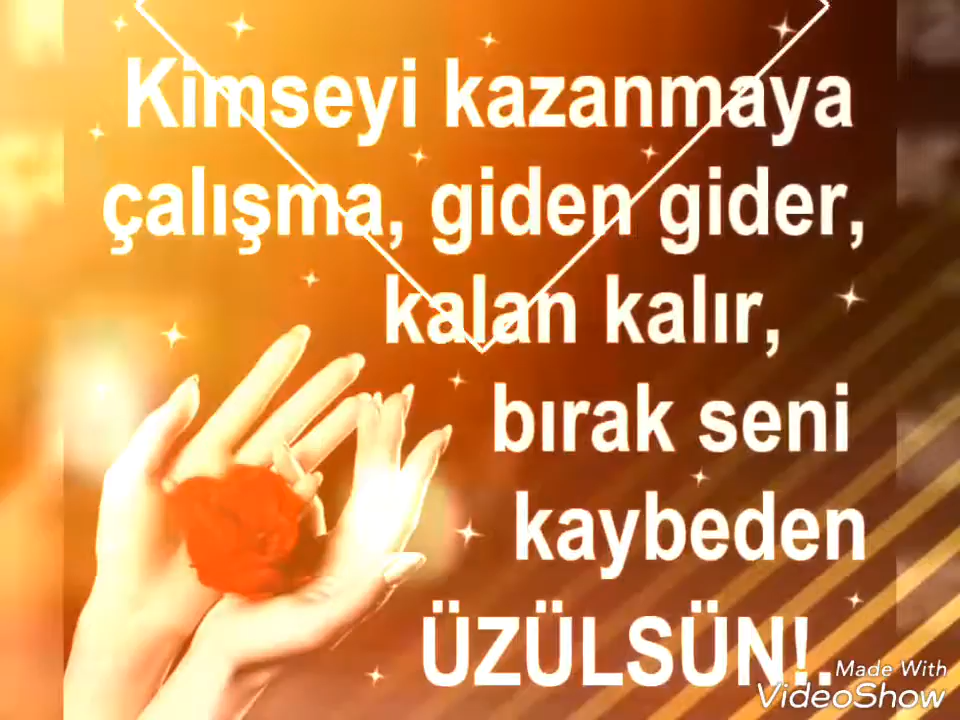 Kimseyi kazanmaya
çalışma, giden gider,
kalan kalır,
bırak seni
kaybeden
ÜZÜLSÜN!.
Made With
VideoShow